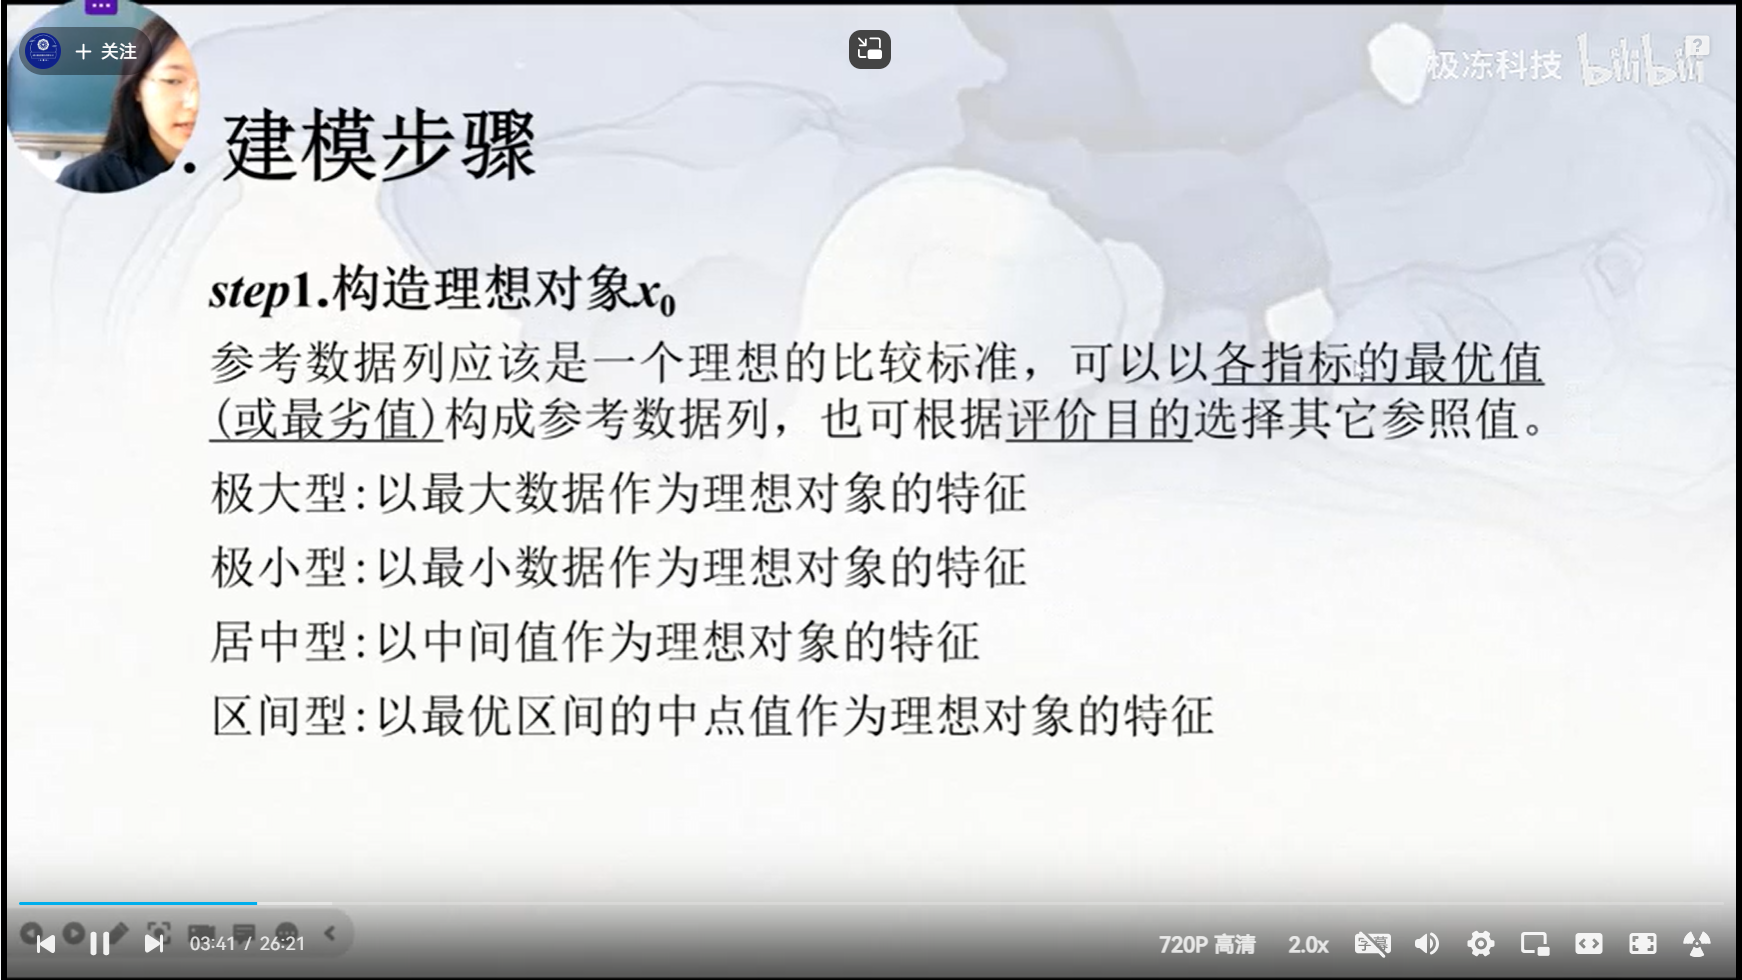 + 关注
极冻科技 bilibili
. 建模步骤
step1.构造理想对象x₀
参考数据列应该是一个理想的比较标准，可以以各指标的最优值
(或最劣值)构成参考数据列，也可根据评价目的选择其它参照值。
极大型:以最大数据作为理想对象的特征
极小型:以最小数据作为理想对象的特征
居中型:以中间值作为理想对象的特征
区间型:以最优区间的中点值作为理想对象的特征
03:41 / 26:21
720P 高清 2.0x 字幕